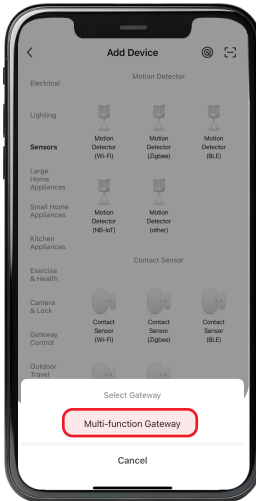 Add Device
Electrical
Lighting
Sensors
Large
Home
Appliances
Small Home
Appliances
Kitchen
Appliances
Exercise
& Health
Camera
& Lock
Gateway
Control
Outdoor
Travel
Motion Detector
Motion
Detector
(Wi-Fi)
Motion
Detector
(Zigbee)
Motion
Detector
(BLE)
Motion
Detector
(NB-IoT)
Motion
Detector
(other)
Contact Sensor
Contact
Sensor
(Wi-Fi)
Contact
Sensor
(Zigbee)
Contact
Sensor
(BLE)
Select Gateway
Multi-function Gateway
Cancel